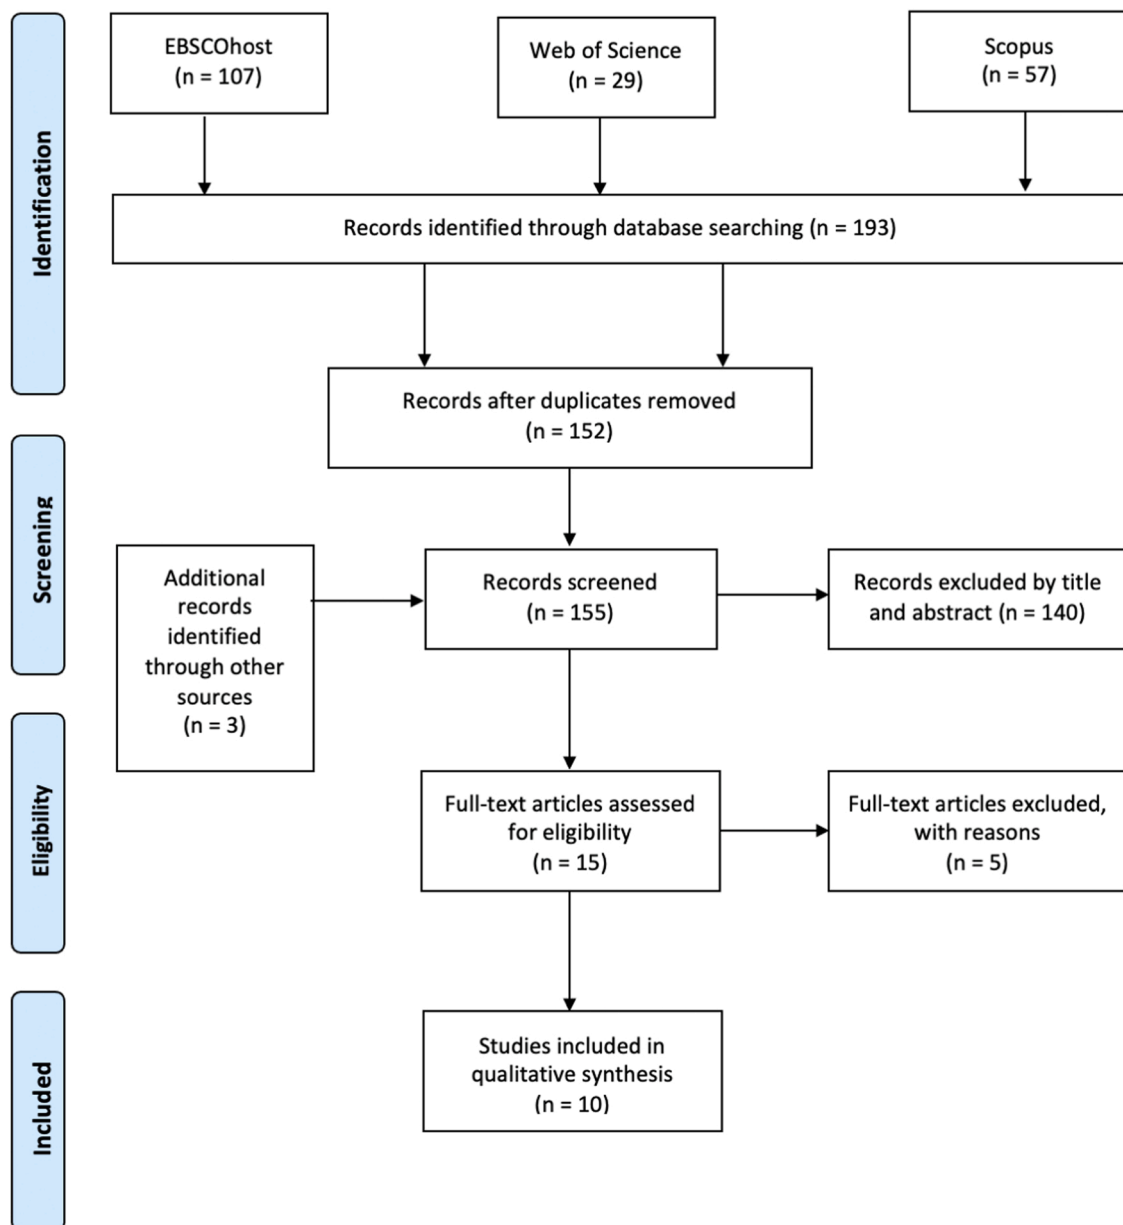 Identification
EBSCOhost
(n = 107)
Web of Science
(n = 29)
Scopus
(n = 57)
Records identified through database searching (n = 193)
Records after duplicates removed
(n = 152)
Screening
Additional
records
identified
through other
sources
(n = 3)
Records screened
(n = 155)
Records excluded by title
and abstract (n = 140)
Eligibility
Full-text articles assessed
for eligibility
(n = 15)
Full-text articles excluded,
with reasons
(n = 5)
Included
Studies included in
qualitative synthesis
(n = 10)